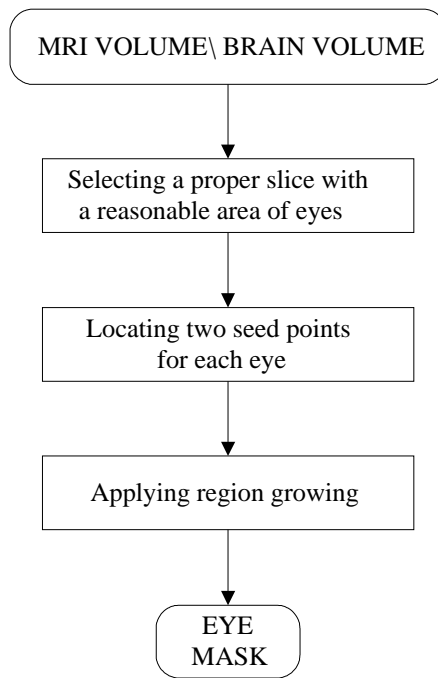 MRI VOLUME\ BRAIN VOLUME
Selecting a proper slice with
a reasonable area of eyes
Locating two seed points
for each eye
Applying region growing
EYE
MASK